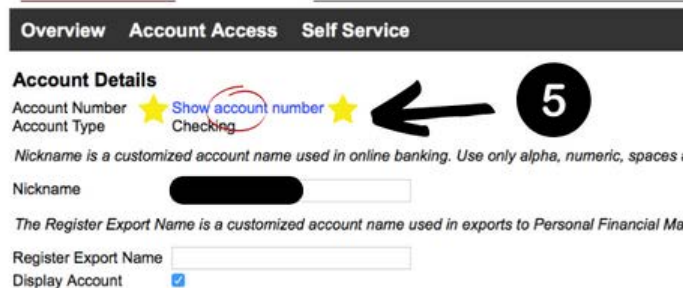 Overview Account Access Self Service
Account Details
Account Number Show account number
5
Account Type Checking
Nickname is a customized account name used in online banking. Use only alpha, numeric, spaces
Nickname
The Register Export Name is a customized account name used in exports to Personal Financial
Register Export Name
Display Account